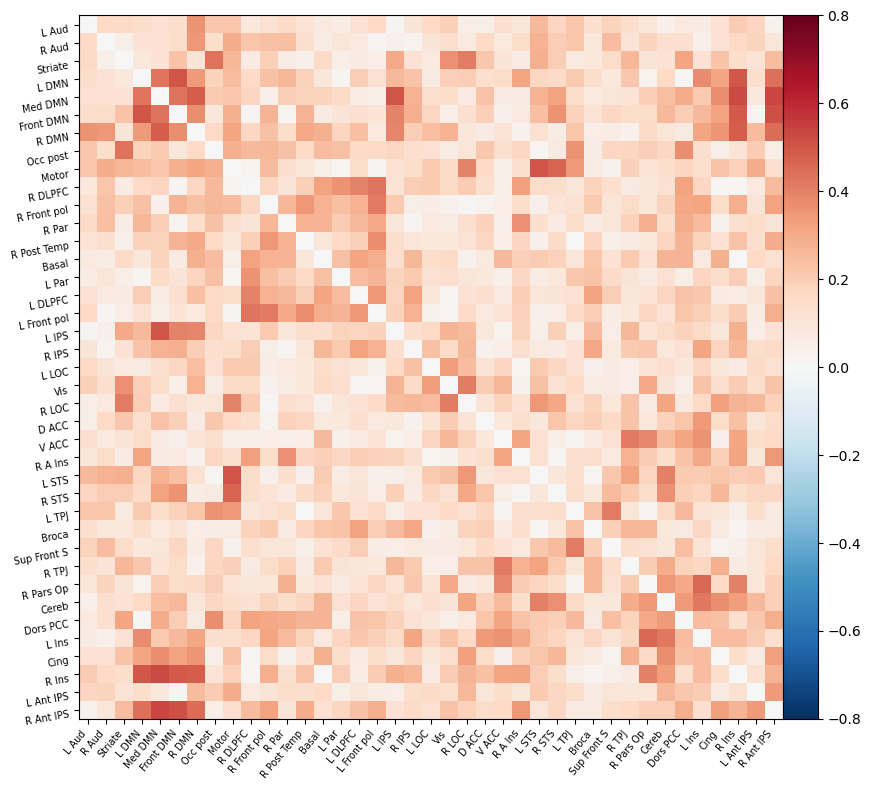 L Aud
R Aud
Striate
L DMN
Med DMN
Front DMN
R DMN
Occ post
Motor
R DLPFC
R Front pol
R Par
R Post Temp
Basal
L Par
L DLPFC
L Front pol
L IPS
R IPS
L LOC
Vis
R LOC
D ACC
V ACC
R A Ins
L STS
R STS
L TPJ
Broca
Sup Front S
R TPJ
R Pars Op
Cereb
Dors PCC
L Ins
Cing
R Ins
L Ant IPS
R Ant IPS
L Aud
R Aud
Striate
L DMN
Med DMN
Front DMN
R DMN
Occ post
Motor
R DLPFC
R Front pol
R Par
R Post Temp
Basal
L Par
L DLPFC
L Front pol
L IPS
R IPS
L LOC
Vis
R LOC
D ACC
V ACC
R A Ins
L STS
R STS
L TPJ
Broca
Sup Front S
R TPJ
R Pars Op
Cereb
Dors PCC
L Ins
Cing
R Ins
L Ant IPS
R Ant IPS
0.8
0.6
0.4
0.2
0.0
−0.2
−0.4
−0.6
−0.8